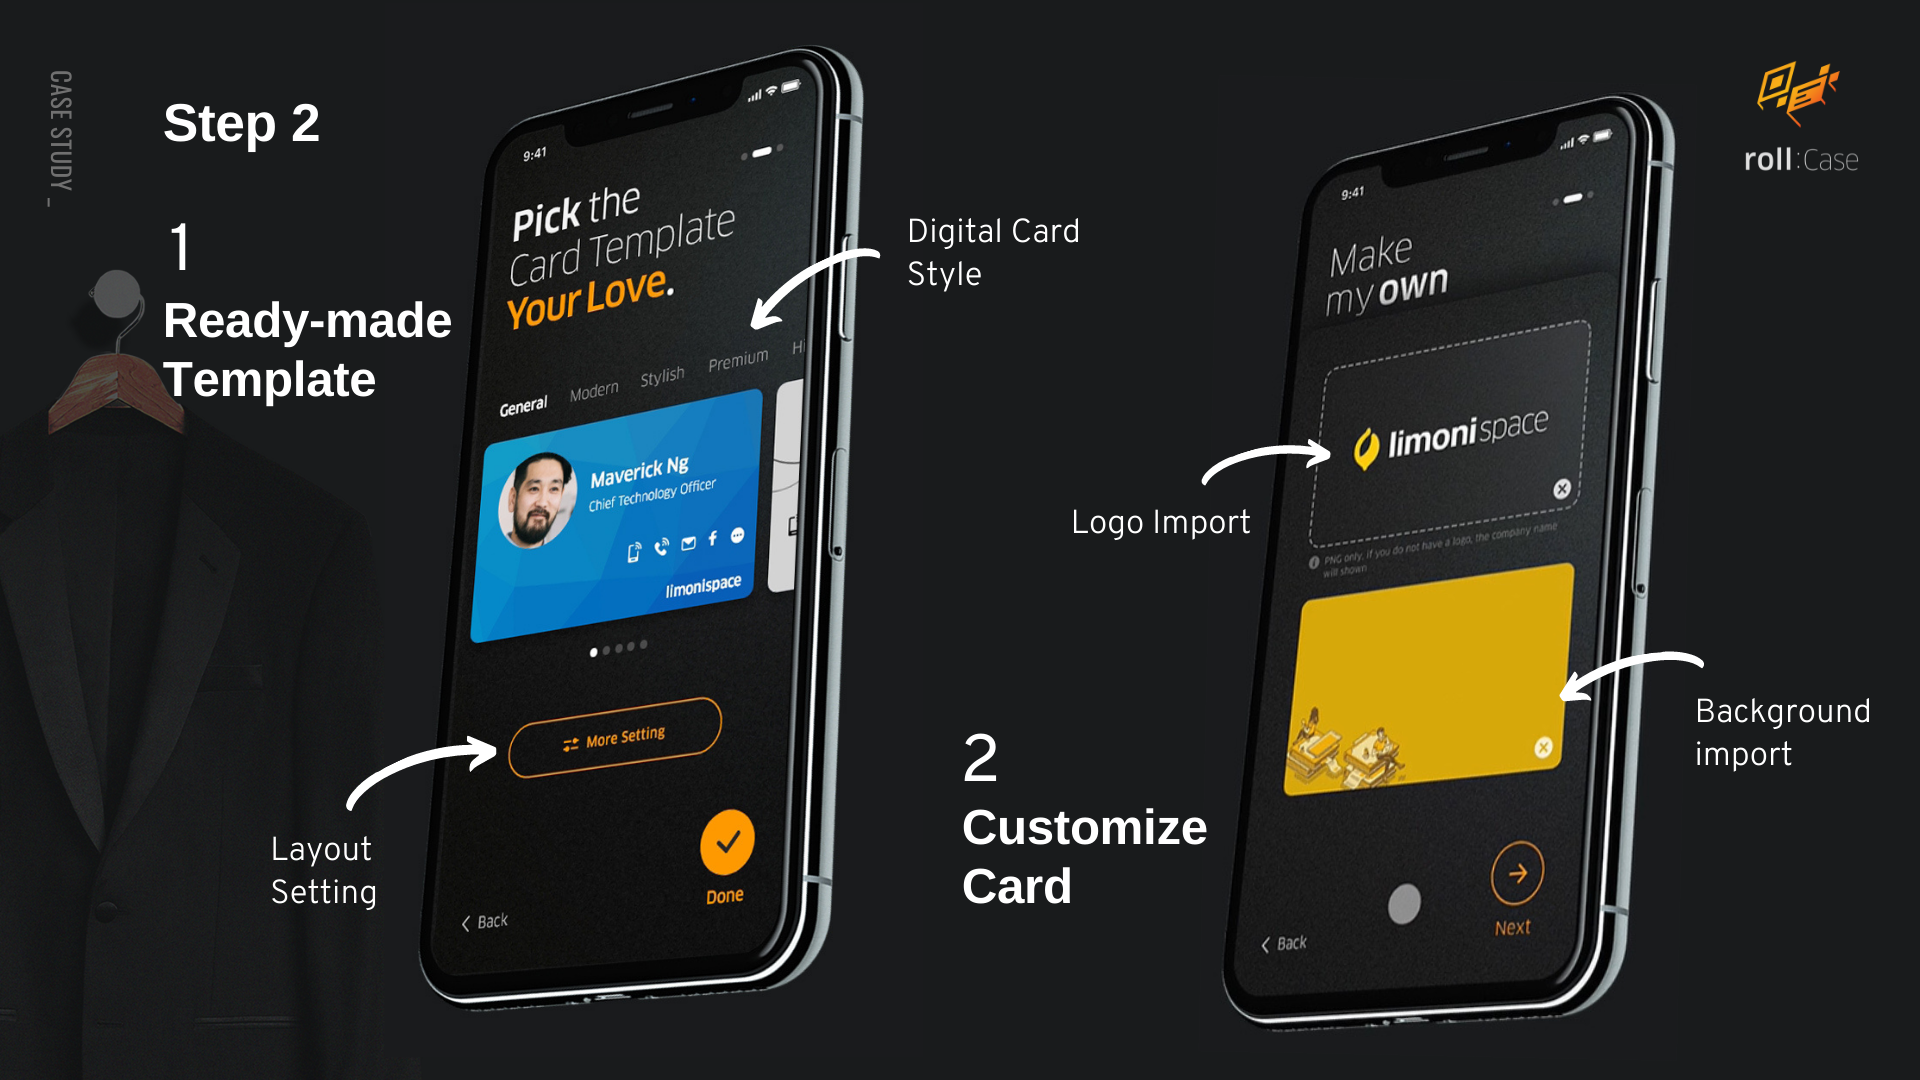 CASE STUDY _
Step 2
1
Ready-made
Template
9:41
Pick the
Card Template
Your Love.
General Modern Stylish Premium Hi
Maverick Ng
Chief Technology Officer
limonispace
More Setting
Done
Back
Digital Card
Style
Layout
Setting
2
Customize
Card
9:41
Make
my own
limonispace
PNG only, if you do not have a logo, the company name
will shown
Next
Back
Logo Import
Background
import
roll:Case